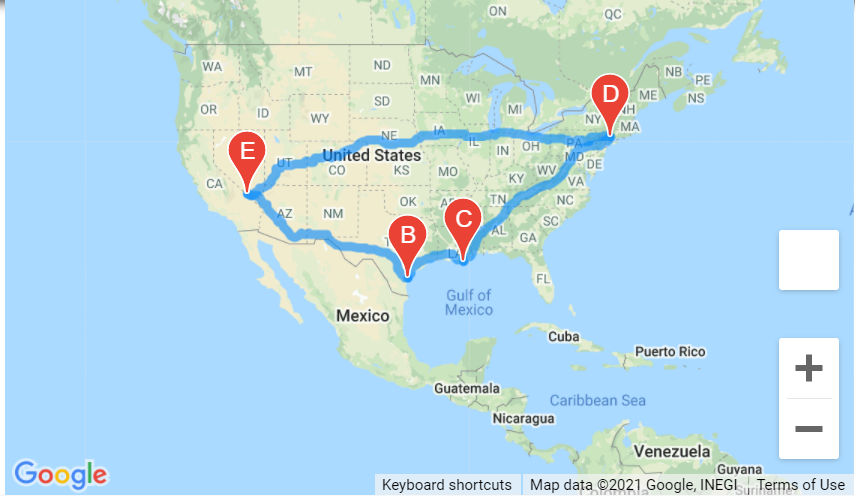 ON
QC
WA
MT
ND
MN
NB
PE
NS
ME
NH
NY
MA
OR
ID
WY
SD
WI
MI
IA
NE
IL
IN
OH
PA
MD
DE
D
E
UT
United States
CO
KS
MO
KY
WV
VA
CA
AZ
NM
OK
TN
NC
SC
AL
GA
B
C
LA
FL
Gulf of
Mexico
Mexico
Cuba
Puerto Rico
Guatemala
Caribbean Sea
Nicaragua
Venezuela
Guyana
Google
Keyboard shortcuts
Map data ©2021 Google, INEGI
Terms of Use